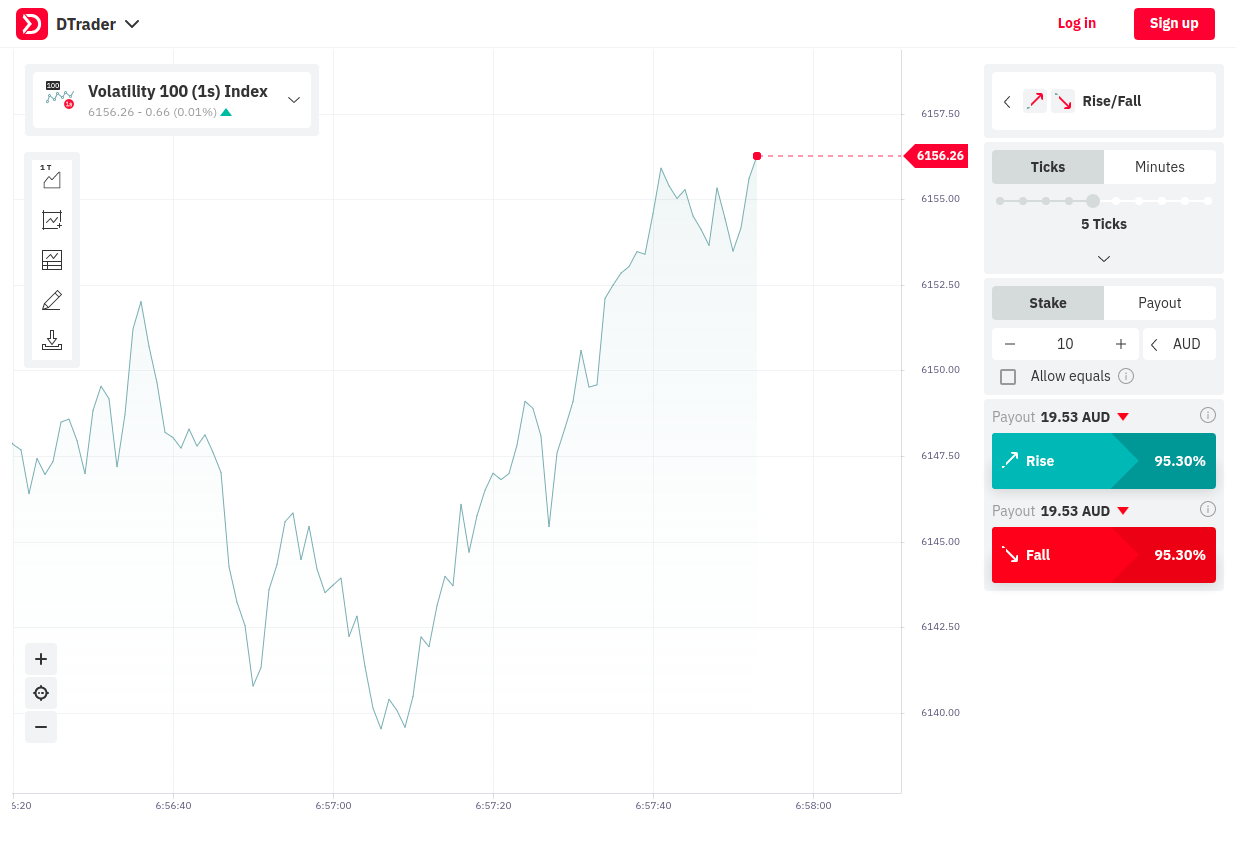 DTrader
Log in
Sign up
100
1s
Volatility 100 (1s) Index
6156.26 - 0.66 (0.01%)
1 T
6157.50
6156.26
6155.00
6152.50
6150.00
6147.50
6145.00
6142.50
6140.00
6:20
6:56:40
6:57:00
6:57:20
6:57:40
6:58:00
Rise/Fall
Ticks Minutes
5 Ticks
Stake Payout
− 10 + AUD
Allow equals
Payout 19.53 AUD
Rise 95.30%
Payout 19.53 AUD
Fall 95.30%